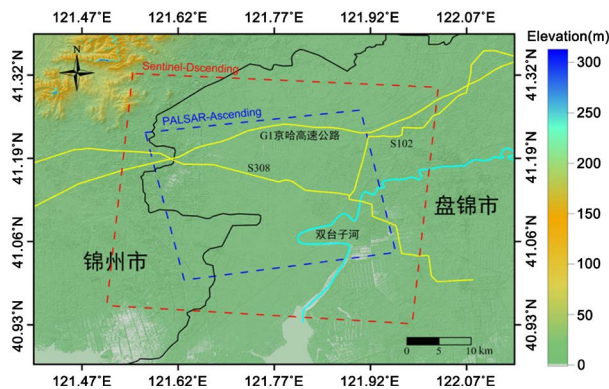 121.47°E 121.62°E 121.77°E 121.92°E 122.07°E
Elevation(m)
N
Sentinel-Dscending
41.32°N 41.32°N
300
PALSAR-Ascending
250
G1京哈高速公路
S102
41.19°N 41.19°N
200
S308
盘锦市
150
双台子河
41.06°N 41.06°N
锦州市
100
50
40.93°N 40.93°N
0 5 10 km
0
121.47°E 121.62°E 121.77°E 121.92°E 122.07°E